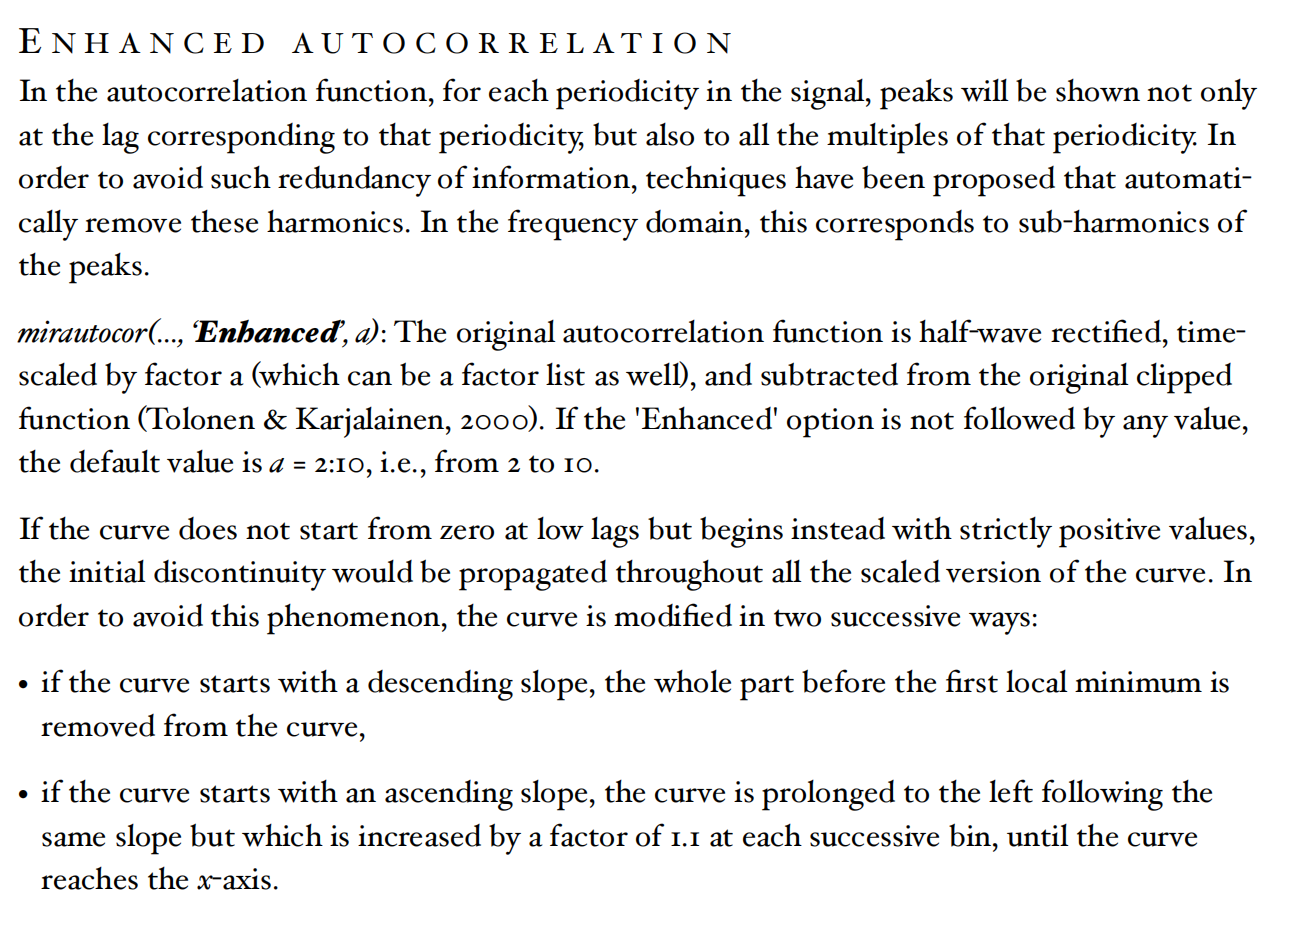 ENHANCED AUTOCORRELATION
In the autocorrelation function, for each periodicity in the signal, peaks will be shown not only
at the lag corresponding to that periodicity, but also to all the multiples of that periodicity. In
order to avoid such redundancy of information, techniques have been proposed that automati-
cally remove these harmonics. In the frequency domain, this corresponds to sub-harmonics of
the peaks.
mirautocor(..., ‘Enhanced’, a): The original autocorrelation function is half-wave rectified, time-
scaled by factor a (which can be a factor list as well), and subtracted from the original clipped
function (Tolonen & Karjalainen, 2000). If the 'Enhanced' option is not followed by any value,
the default value is a = 2:10, i.e., from 2 to 10.
If the curve does not start from zero at low lags but begins instead with strictly positive values,
the initial discontinuity would be propagated throughout all the scaled version of the curve. In
order to avoid this phenomenon, the curve is modified in two successive ways:
• if the curve starts with a descending slope, the whole part before the first local minimum is
removed from the curve,
• if the curve starts with an ascending slope, the curve is prolonged to the left following the
same slope but which is increased by a factor of 1.1 at each successive bin, until the curve
reaches the x-axis.